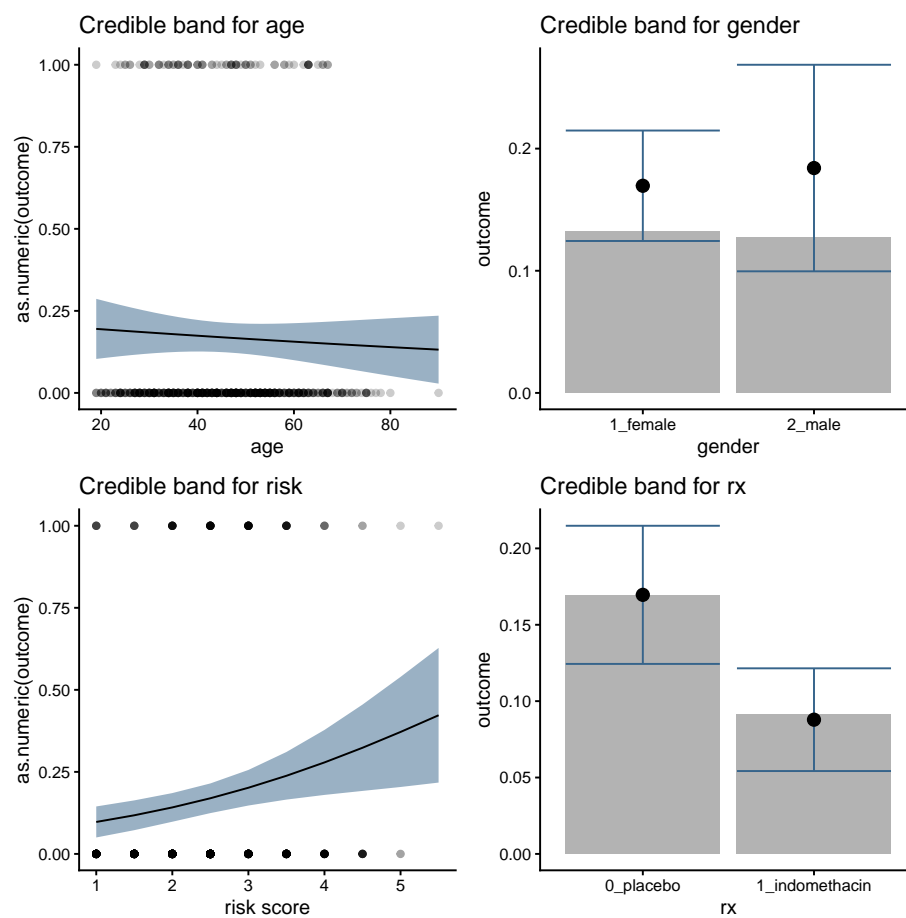 Credible band for age
1.00
0.75
0.50
0.25
0.00
as.numeric(outcome)
20 40 60 80
age
Credible band for gender
0.2
0.1
0.0
outcome
1_female 2_male
gender
Credible band for risk
1.00
0.75
0.50
0.25
0.00
as.numeric(outcome)
1 2 3 4 5
risk score
Credible band for rx
0.20
0.15
0.10
0.05
0.00
outcome
0_placebo 1_indomethacin
rx